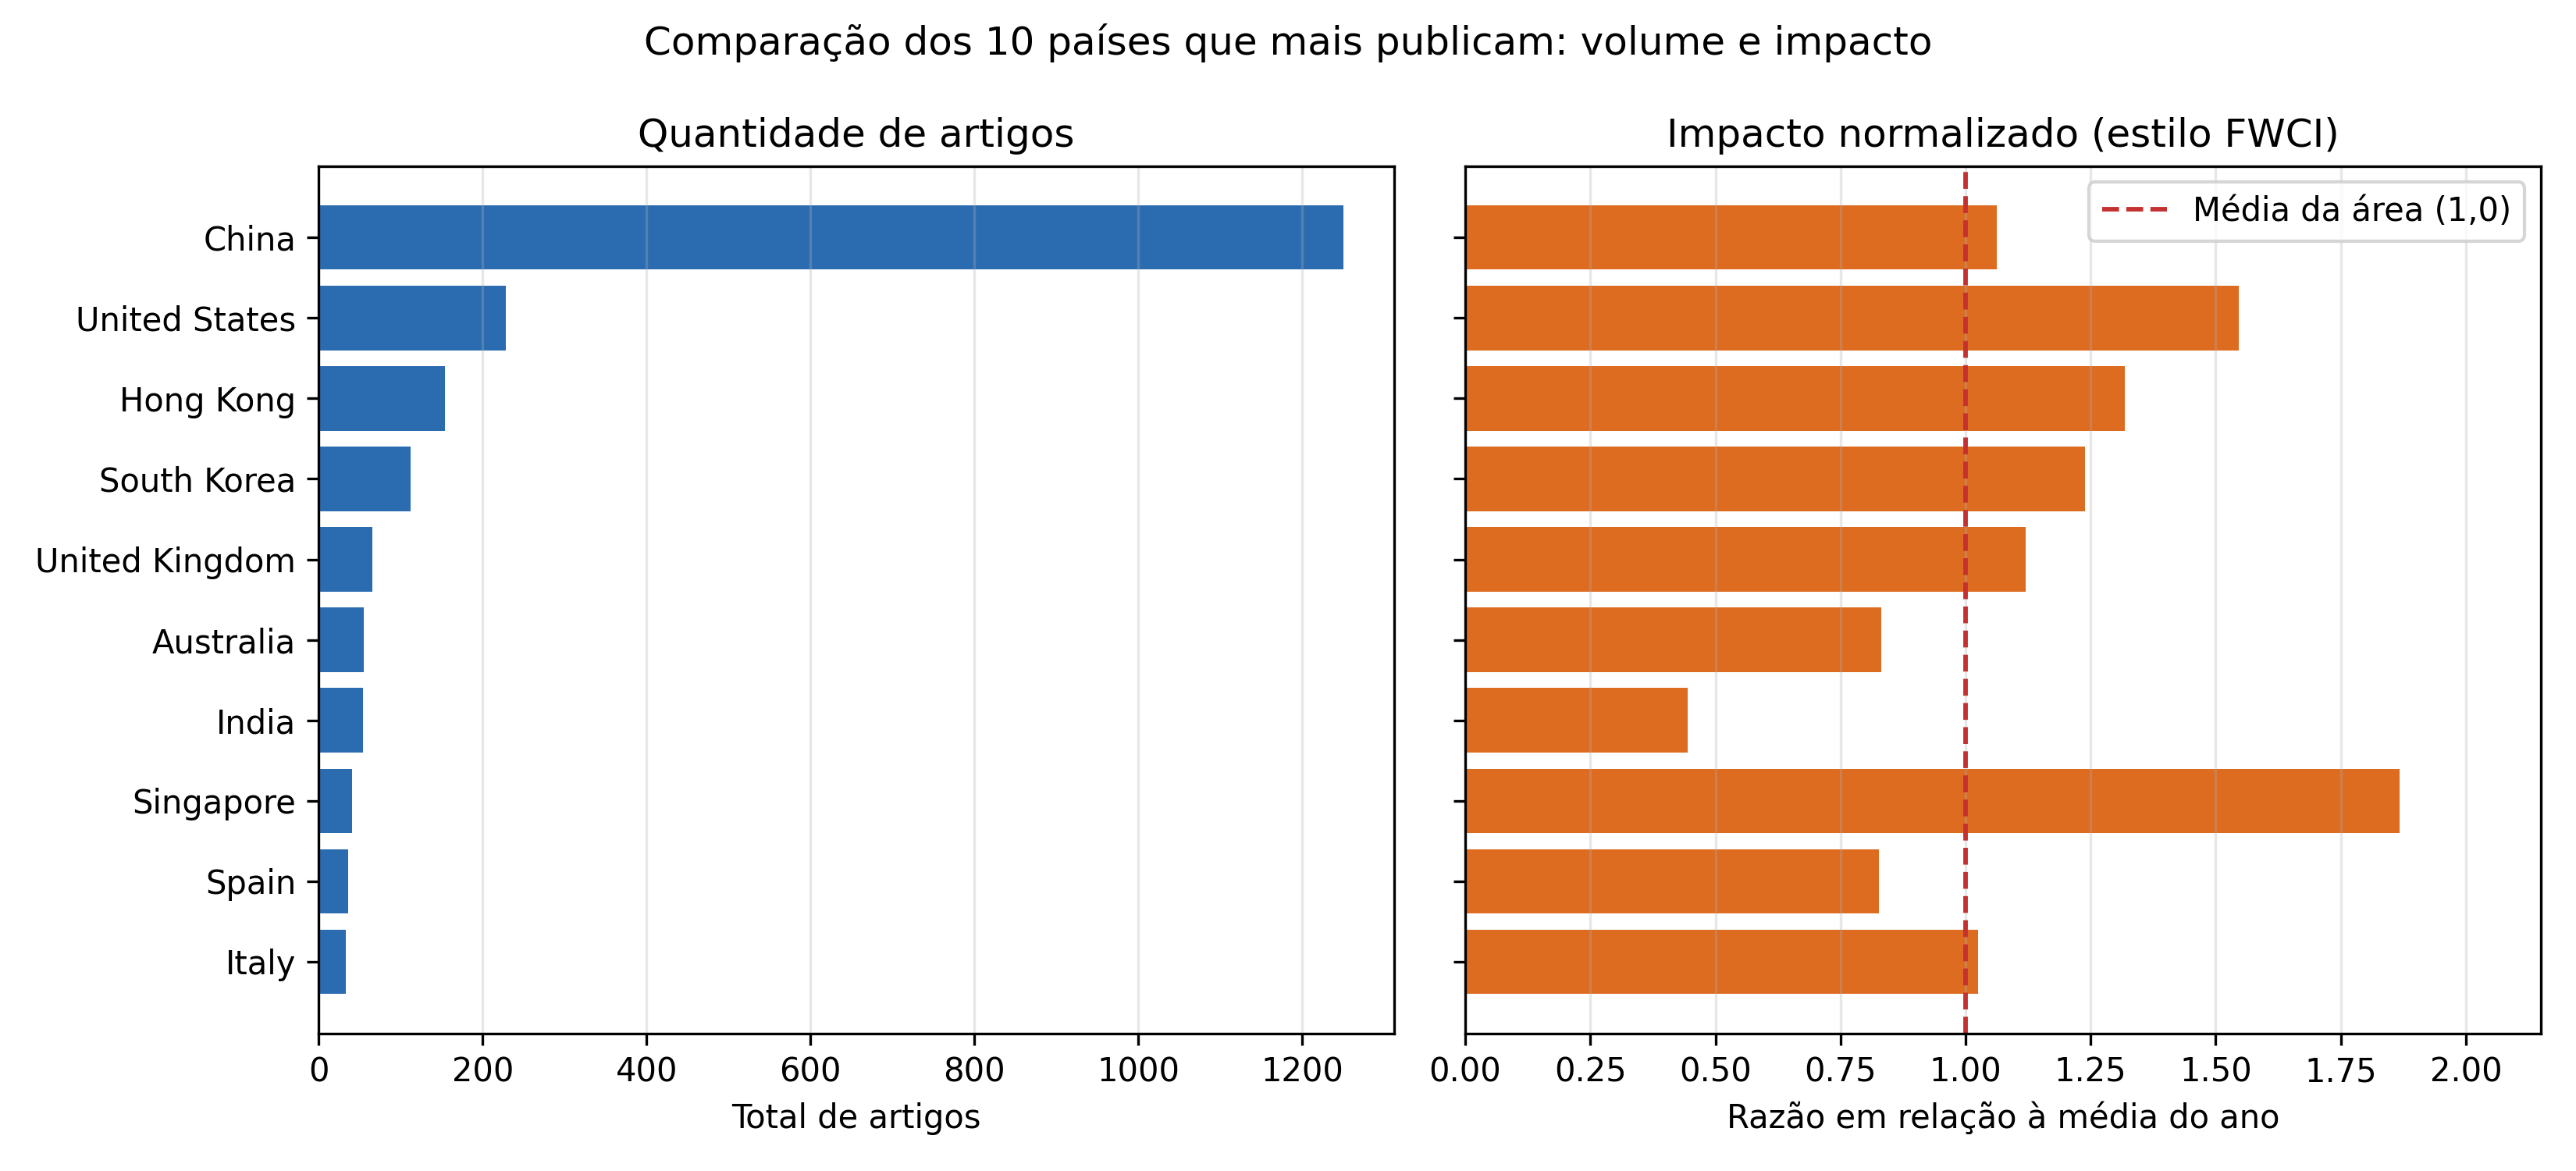 Comparação dos 10 países que mais publicam: volume e impacto
Quantidade de artigos
China
United States
Hong Kong
South Korea
United Kingdom
Australia
India
Singapore
Spain
Italy
0 200 400 600 800 1000 1200
Total de artigos
Impacto normalizado (estilo FWCI)
Média da área (1,0)
0.00 0.25 0.50 0.75 1.00 1.25 1.50 1.75 2.00
Razão em relação à média do ano